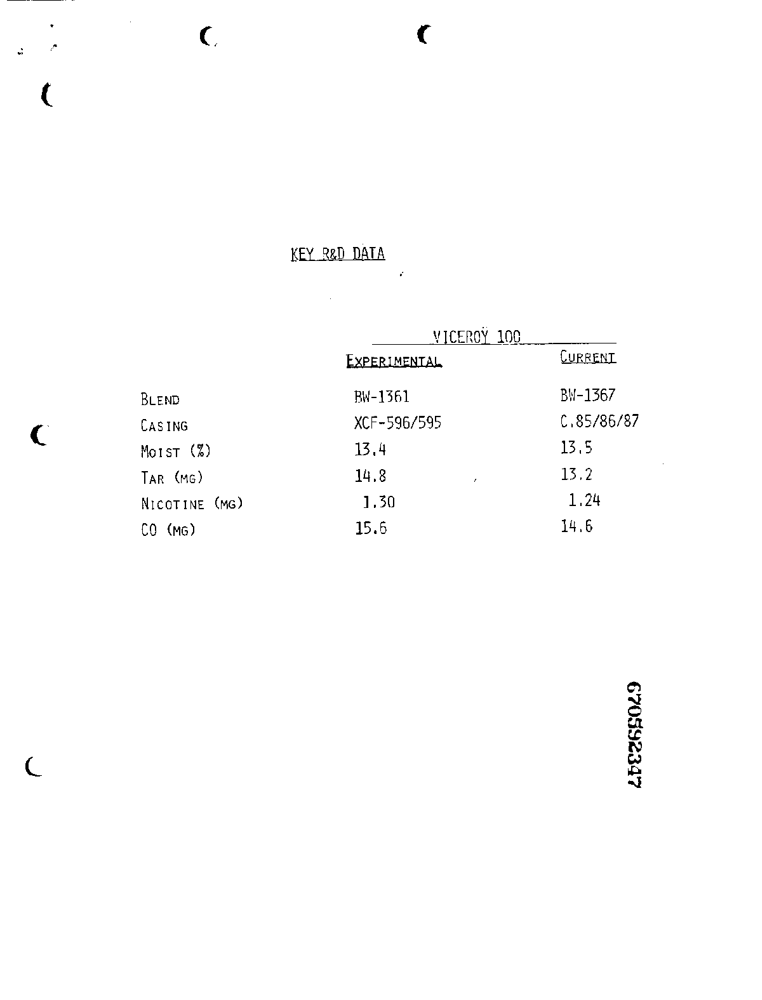 KEY R&D DATA
VICEROY 100
EXPERIMENTAL CURRENT
BLEND BW-1361 BW-1367
CASING XCF-596/595 C.85/86/87
MOIST (%) 13.4 13.5
TAR (MG) 14.8 13.2
NICOTINE (MG) 1.30 1.24
CO (MG) 15.6 14.6
670592347